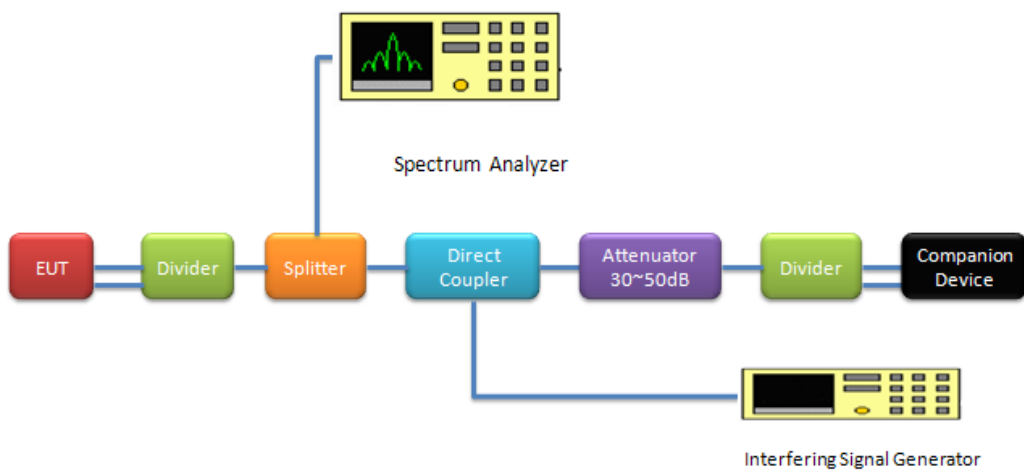 Spectrum Analyzer
EUT
Divider
Splitter
Direct
Coupler
Attenuator
30~50dB
Divider
Companion
Device
Interfering Signal Generator